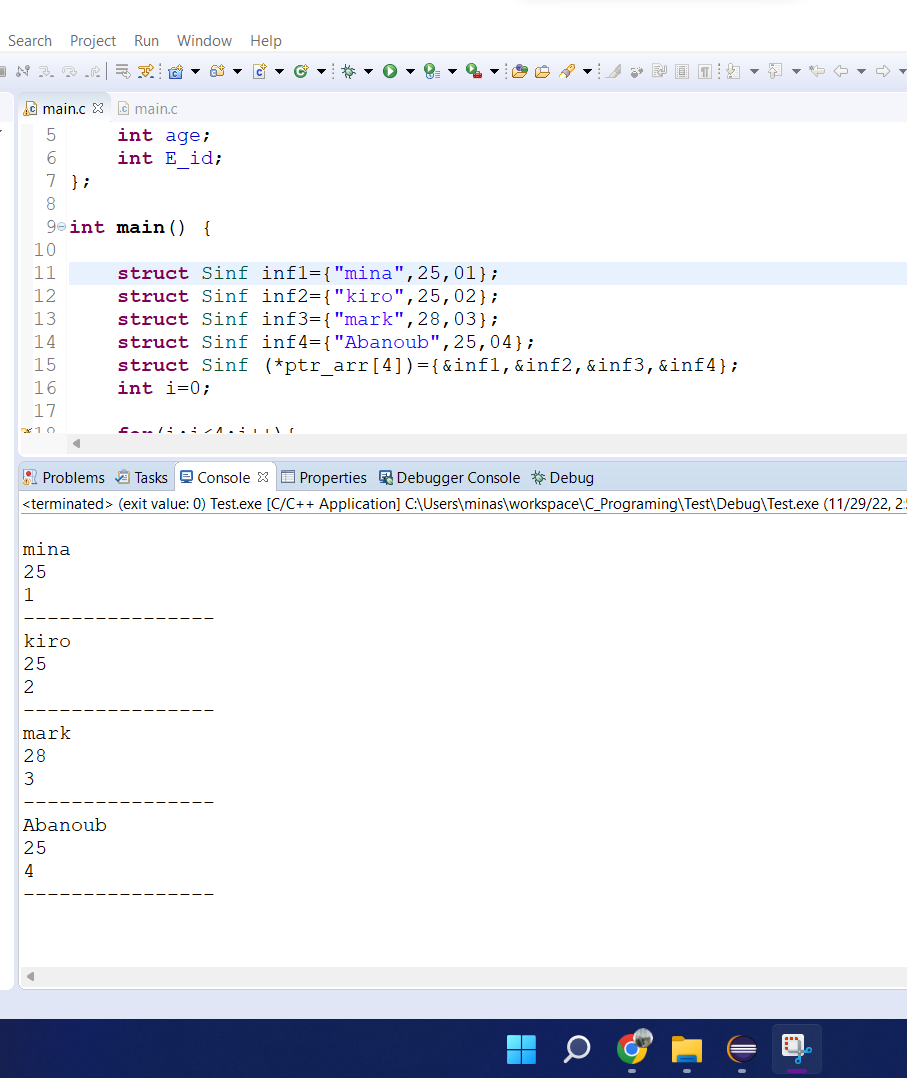 Search Project Run Window Help
main.c main.c
5 int age;
6 int E_id;
7 };
8
9 int main() {
10
11 struct Sinf inf1={"mina",25,01};
12 struct Sinf inf2={"kiro",25,02};
13 struct Sinf inf3={"mark",28,03};
14 struct Sinf inf4={"Abanoub",25,04};
15 struct Sinf (*ptr_arr[4])={&inf1,&inf2,&inf3,&inf4};
16 int i=0;
17
18 for(i;i<4;i++){
Problems Tasks Console Properties Debugger Console Debug
<terminated> (exit value: 0) Test.exe [C/C++ Application] C:\Users\minas\workspace\C_Programing\Test\Debug\Test.exe (11/29/22, 2:
mina
25
1
----------------
kiro
25
2
----------------
mark
28
3
----------------
Abanoub
25
4
----------------